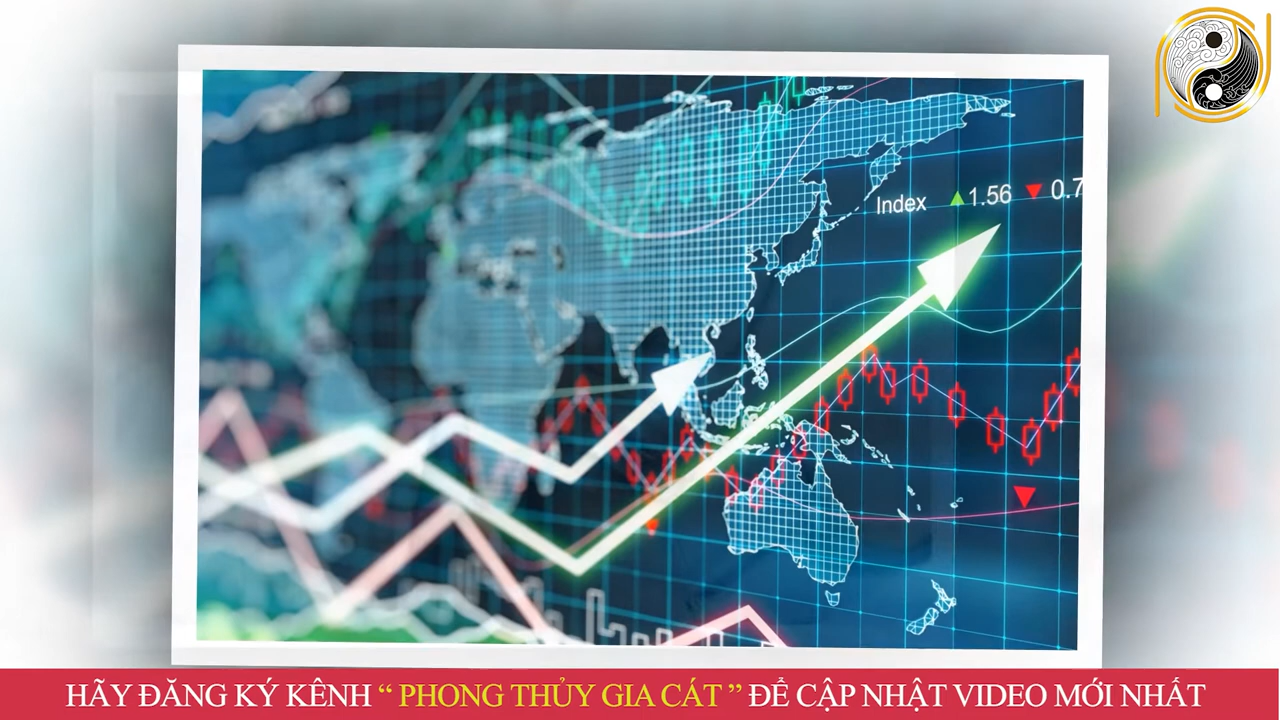 Index ▲1.56 ▼0.7
HÃY ĐĂNG KÝ KÊNH “ PHONG THỦY GIA CÁT ” ĐỂ CẬP NHẬT VIDEO MỚI NHẤT